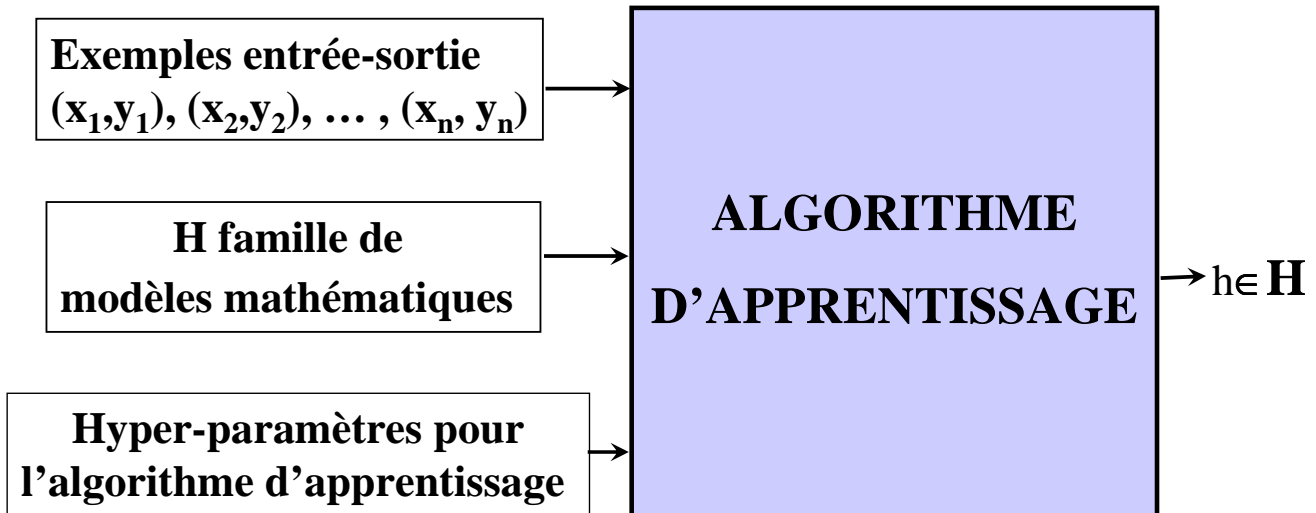 Exemples entrée-sortie
(x1,y1), (x2,y2), … , (xn, yn)
H famille de
modèles mathématiques
Hyper-paramètres pour
l’algorithme d’apprentissage
ALGORITHME
D’APPRENTISSAGE
h∈ H